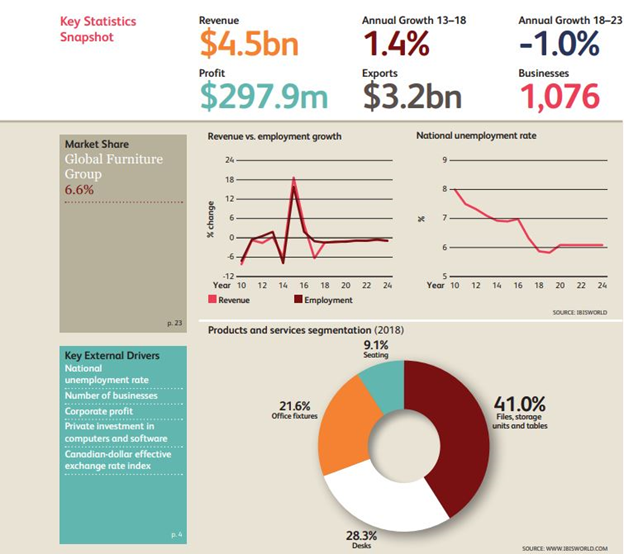 Key Statistics
Snapshot
Revenue
$4.5bn
Annual Growth 13–18
1.4%
Annual Growth 18–23
-1.0%
Profit
$297.9m
Exports
$3.2bn
Businesses
1,076
Market Share
Global Furniture
Group
6.6%
p. 23
Revenue vs. employment growth
% change
24
18
12
6
0
-6
-12
Year 10 12 14 16 18 20 22 24
Revenue
Employment
National unemployment rate
%
9
8
7
6
5
Year 10 12 14 16 18 20 22 24
SOURCE: IBISWORLD
Key External Drivers
National
unemployment rate
Number of businesses
Corporate profit
Private investment in
computers and software
Canadian-dollar effective
exchange rate index
p. 4
Products and services segmentation (2018)
9.1%
Seating
41.0%
Files, storage
units and tables
21.6%
Office fixtures
28.3%
Desks
SOURCE: WWW.IBISWORLD.COM